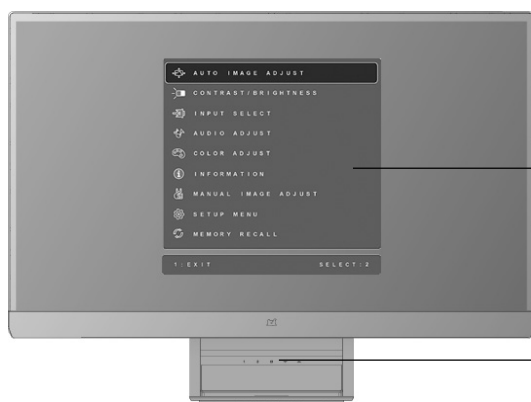 AUTO IMAGE ADJUST
CONTRAST/BRIGHTNESS
INPUT SELECT
AUDIO ADJUST
COLOR ADJUST
INFORMATION
MANUAL IMAGE ADJUST
SETUP MENU
MEMORY RECALL
1:EXIT SELECT:2